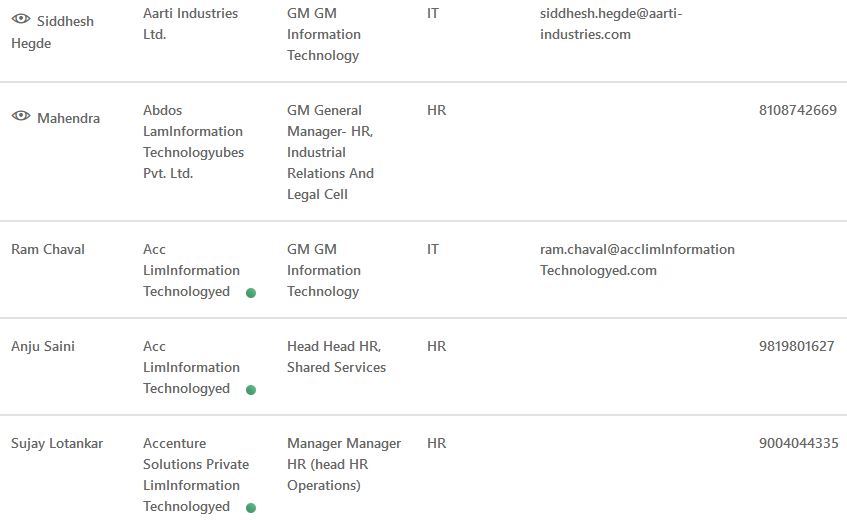 Siddhesh Hegde Aarti Industries Ltd. GM GM Information Technology IT siddhesh.hegde@aarti-industries.com
Mahendra Abdos LamInformation Technologyubes Pvt. Ltd. GM General Manager- HR, Industrial Relations And Legal Cell HR 8108742669
Ram Chaval Acc LimInformation Technologyed GM GM Information Technology IT ram.chaval@acclimInformation Technologyed.com
Anju Saini Acc LimInformation Technologyed Head Head HR, Shared Services HR 9819801627
Sujay Lotankar Accenture Solutions Private LimInformation Technologyed Manager Manager HR (head HR Operations) HR 9004044335